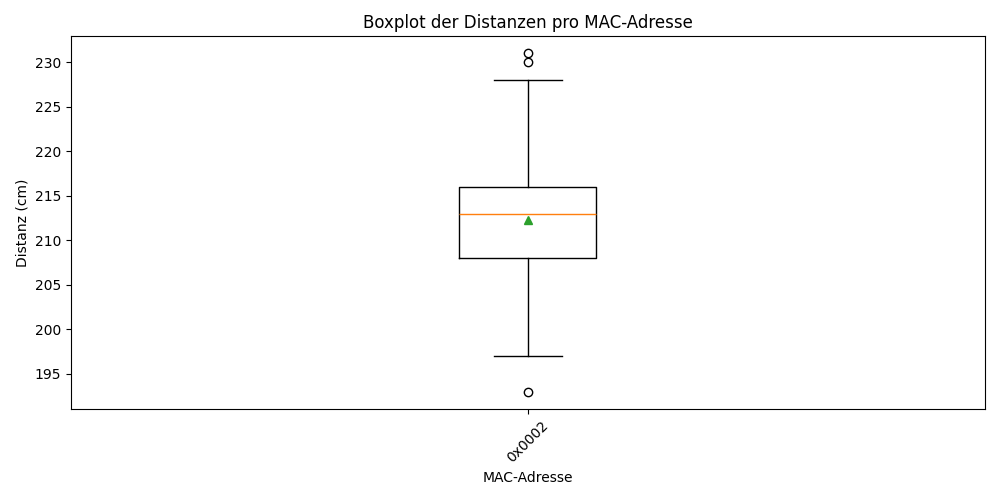 Boxplot der Distanzen pro MAC-Adresse
230
225
220
215
210
205
200
195
Distanz (cm)
0x0002
MAC-Adresse